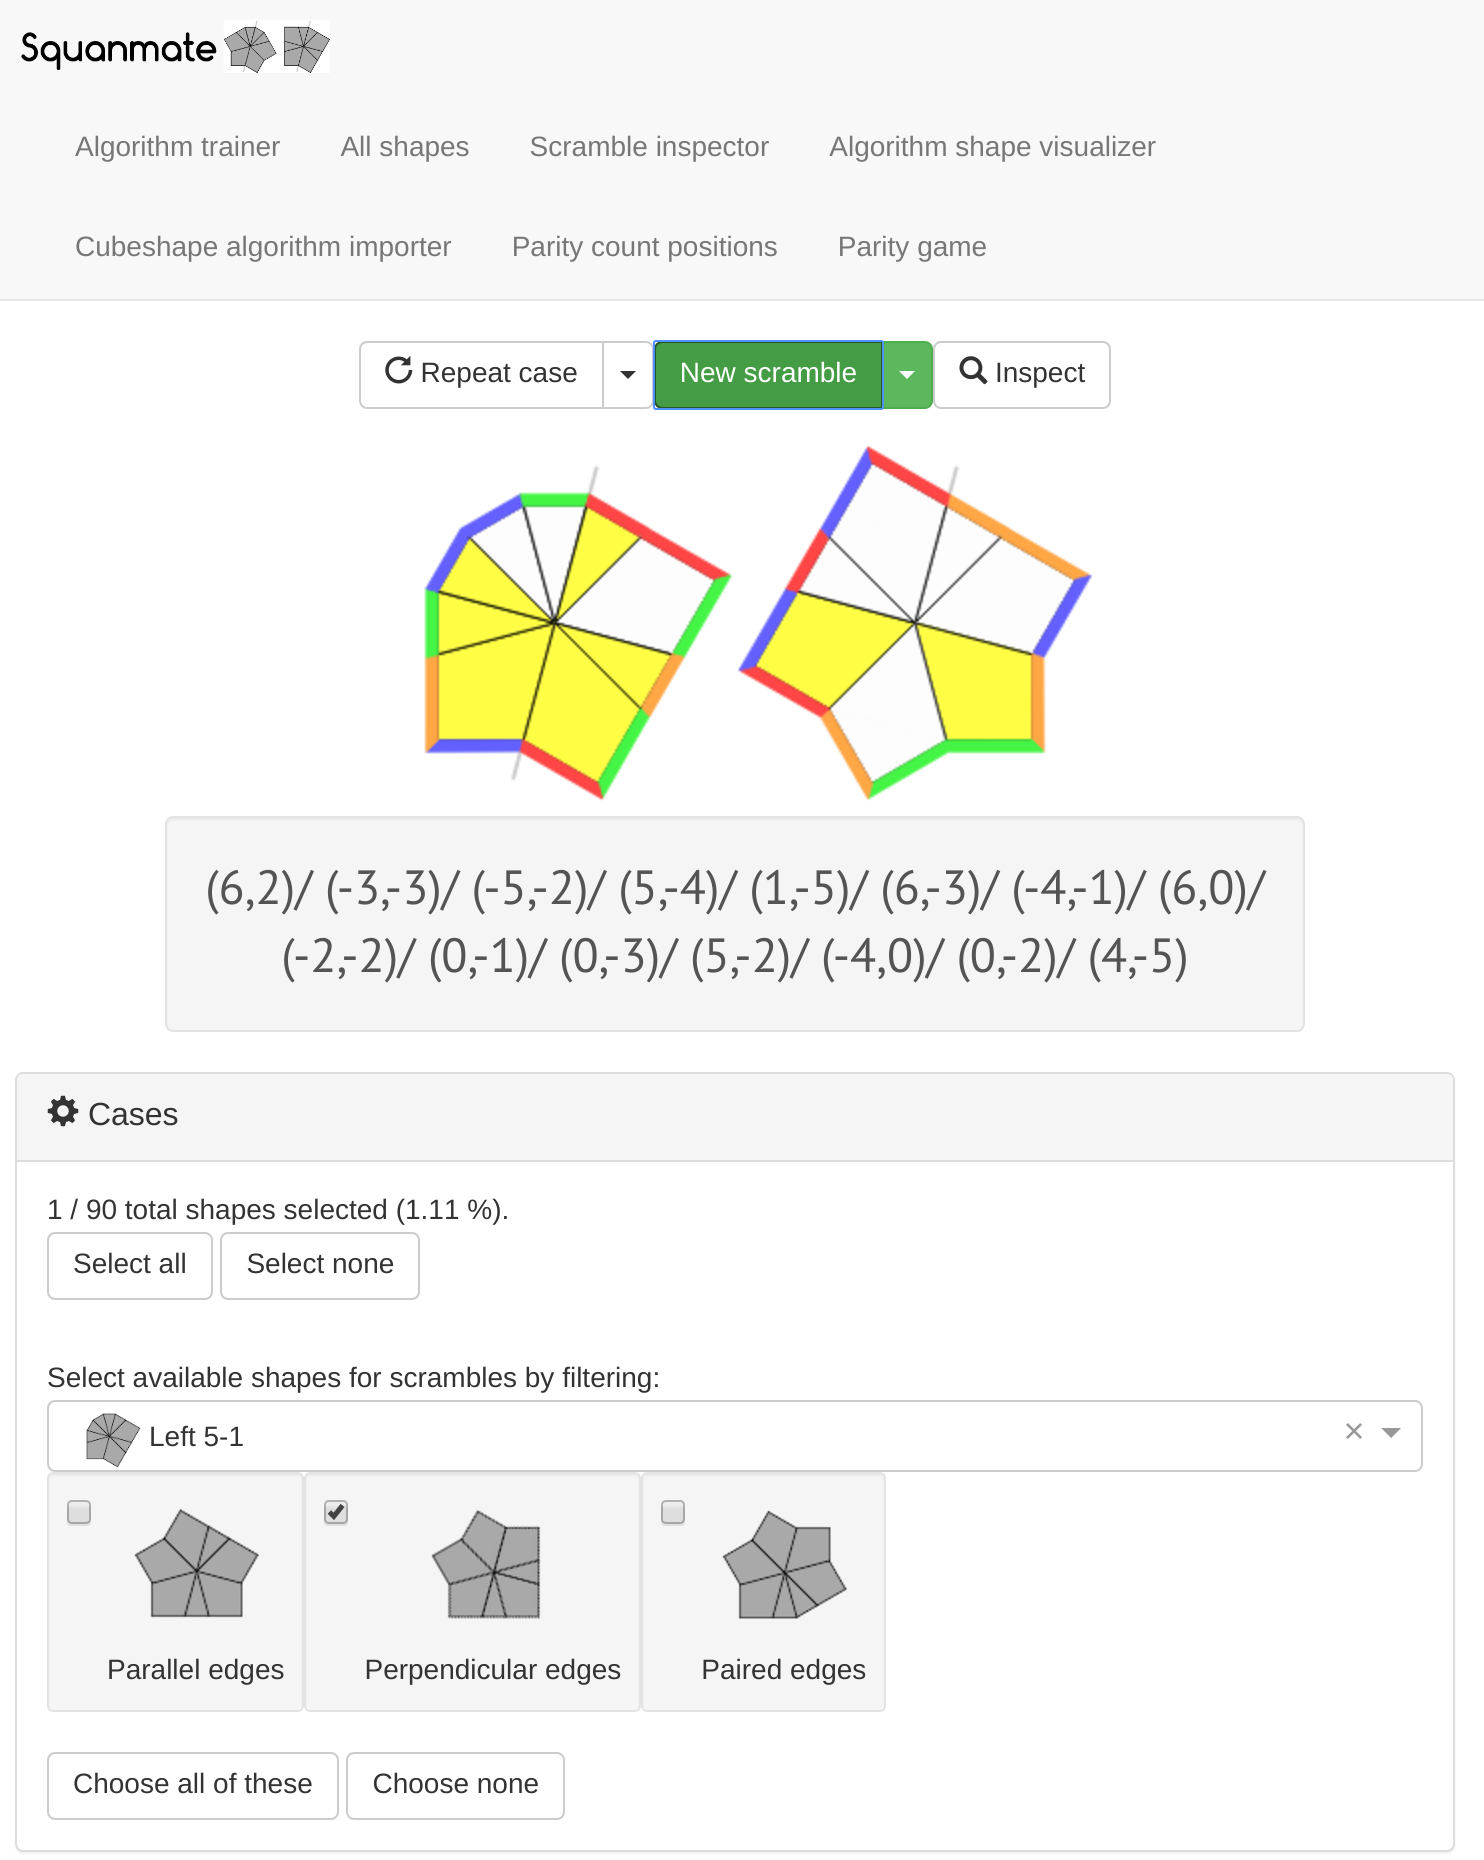 Squanmate
Algorithm trainer All shapes Scramble inspector Algorithm shape visualizer
Cubeshape algorithm importer Parity count positions Parity game
Repeat case New scramble Inspect
(6,2)/ (-3,-3)/ (-5,-2)/ (5,-4)/ (1,-5)/ (6,-3)/ (-4,-1)/ (6,0)/
(-2,-2)/ (0,-1)/ (0,-3)/ (5,-2)/ (-4,0)/ (0,-2)/ (4,-5)
Cases
1 / 90 total shapes selected (1.11 %).
Select all Select none
Select available shapes for scrambles by filtering:
Left 5-1
Parallel edges Perpendicular edges Paired edges
Choose all of these Choose none